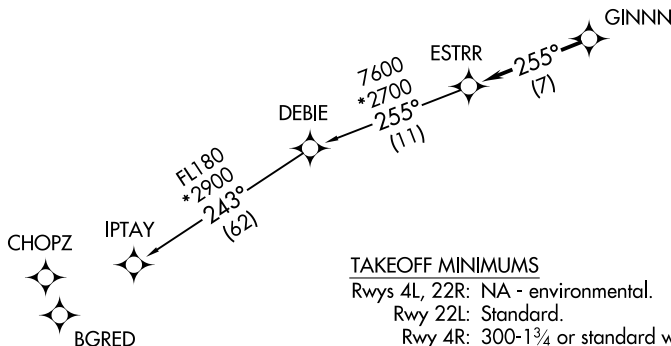 GINNN
ESTRR
255°
(7)
7600
*2700
255°
(11)
DEBIE
FL180
*2900
243°
(62)
IPTAY
CHOPZ
BGRED
TAKEOFF MINIMUMS
Rwys 4L, 22R: NA - environmental.
Rwy 22L: Standard.
Rwy 4R: 300-1¾ or standard w